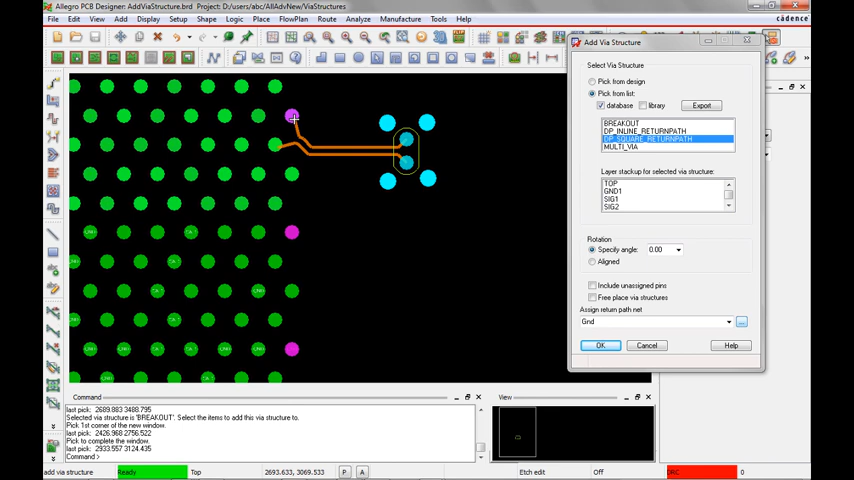 Allegro PCB Designer: AddViaStructure.brd Project: D:/users/abc/AllAdvNew/ViaStructures
File Edit View Add Display Setup Shape Logic Place FlowPlan Route Analyze Manufacture Tools Help
cādence
Add Via Structure
Select Via Structure
Pick from design
Pick from list:
database library Export
BREAKOUT
DP_INLINE_RETURNPATH
DP_SQUARE_RETURNPATH
MULTI_VIA
Layer stackup for selected via structure:
TOP
GND1
SIG1
SIG2
Rotation
Specify angle: 0.00
Aligned
Include unassigned pins
Free place via structures
Assign return path net
Gnd ...
OK Cancel Help
Command
last pick: 2689.883 3488.795
Selected via structure is 'BREAKOUT'. Select the items to add this via structure to.
Pick 1st corner of the new window.
last pick: 2426.968 2756.522
Pick to complete the window.
last pick: 2933.557 3124.435
Command >
View
add via structure Ready Top 2693.633, 3069.533 P A Etch edit Off DRC 0